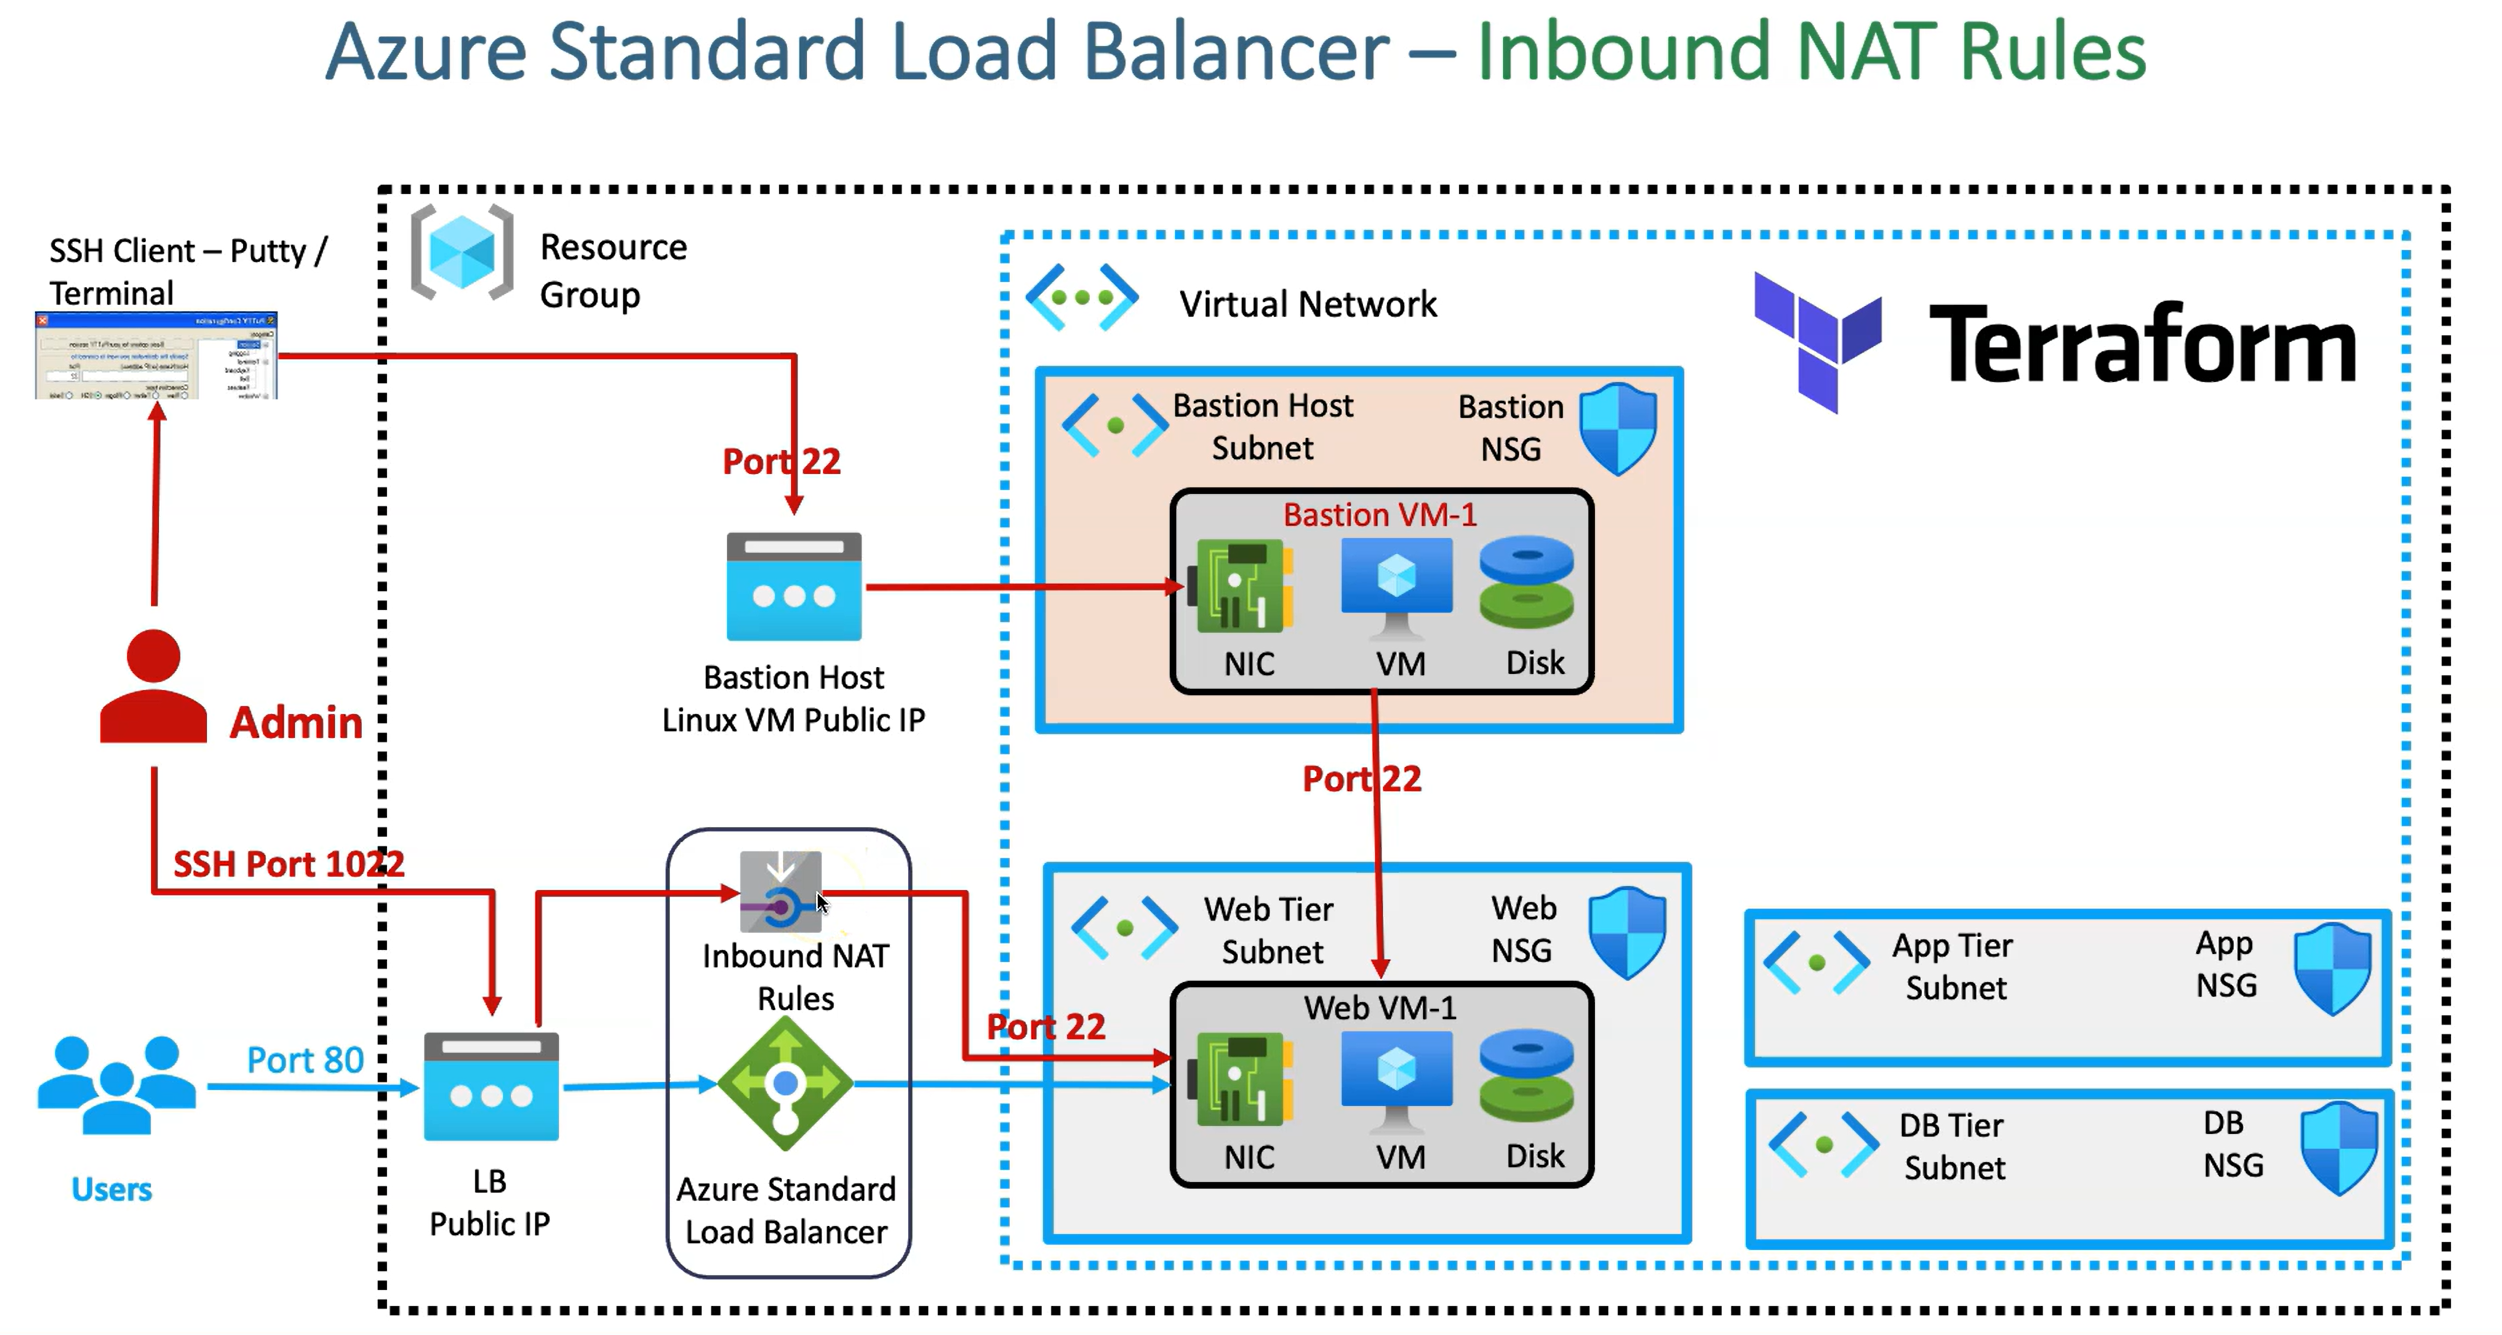 Azure Standard Load Balancer – Inbound NAT Rules
SSH Client – Putty /
Terminal
Resource
Group
Virtual Network
Terraform
Port 22
Bastion Host
Subnet
Bastion
NSG
Bastion VM-1
NIC
VM
Disk
Bastion Host
Linux VM Public IP
Admin
Port 22
SSH Port 1022
Inbound NAT
Rules
Port 22
Web Tier
Subnet
Web
NSG
Web VM-1
NIC
VM
Disk
App Tier
Subnet
App
NSG
DB Tier
Subnet
DB
NSG
Port 80
Users
LB
Public IP
Azure Standard
Load Balancer